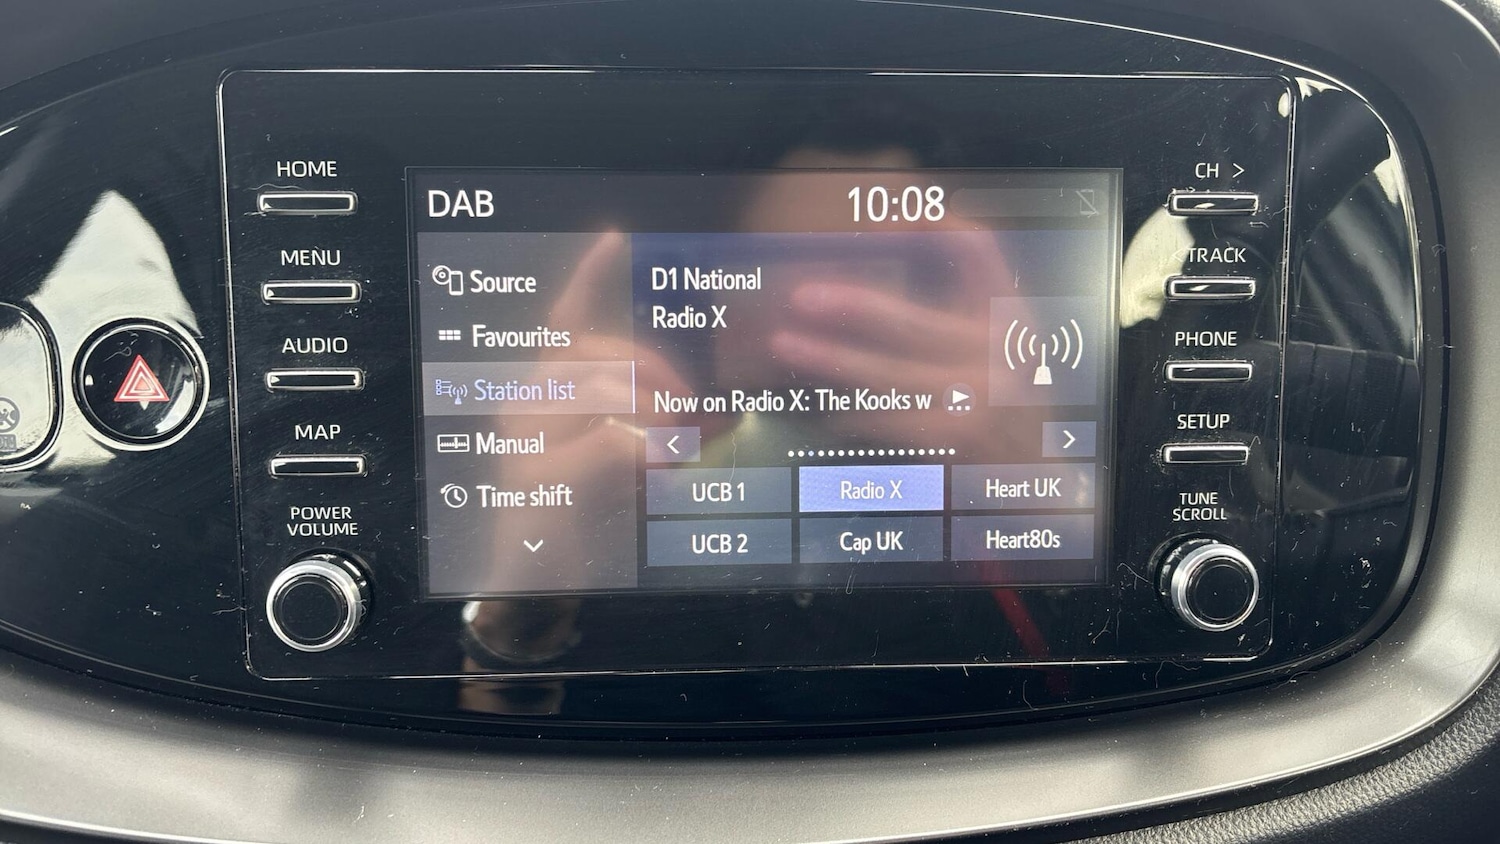 HOME
MENU
AUDIO
MAP
POWER
VOLUME
DAB
10:08
Source
Favourites
Station list
Manual
Time shift
D1 National
Radio X
Now on Radio X: The Kooks w
<
>
UCB 1
Radio X
Heart UK
UCB 2
Cap UK
Heart80s
CH >
< TRACK
PHONE
SETUP
TUNE
SCROLL